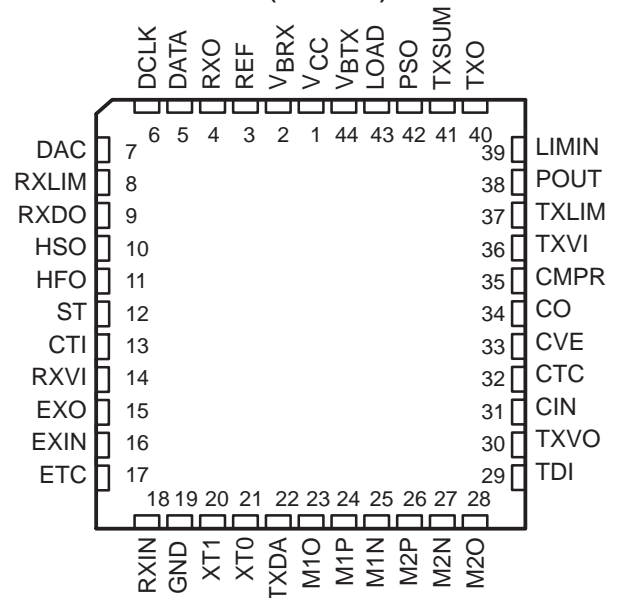 DCLK
DATA
RXO
REF
VBRX
VCC
VBTX
LOAD
PSO
TXSUM
TXO
6 5 4 3 2 1 44 43 42 41 40
DAC 7 39 LIMIN
RXLIM 8 38 POUT
RXDO 9 37 TXLIM
HSO 10 36 TXVI
HFO 11 35 CMPR
ST 12 34 CO
CTI 13 33 CVE
RXVI 14 32 CTC
EXO 15 31 CIN
EXIN 16 30 TXVO
ETC 17 29 TDI
18 19 20 21 22 23 24 25 26 27 28
RXIN
GND
XT1
XT0
TXDA
M1O
M1P
M1N
M2P
M2N
M2O